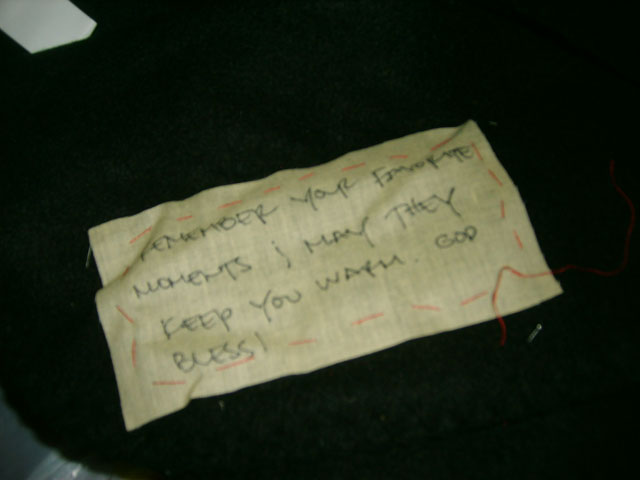 REMEMBER YOUR FAVORITE
MOMENTS ; MAY THEY
KEEP YOU WARM. GOD
BLESS!